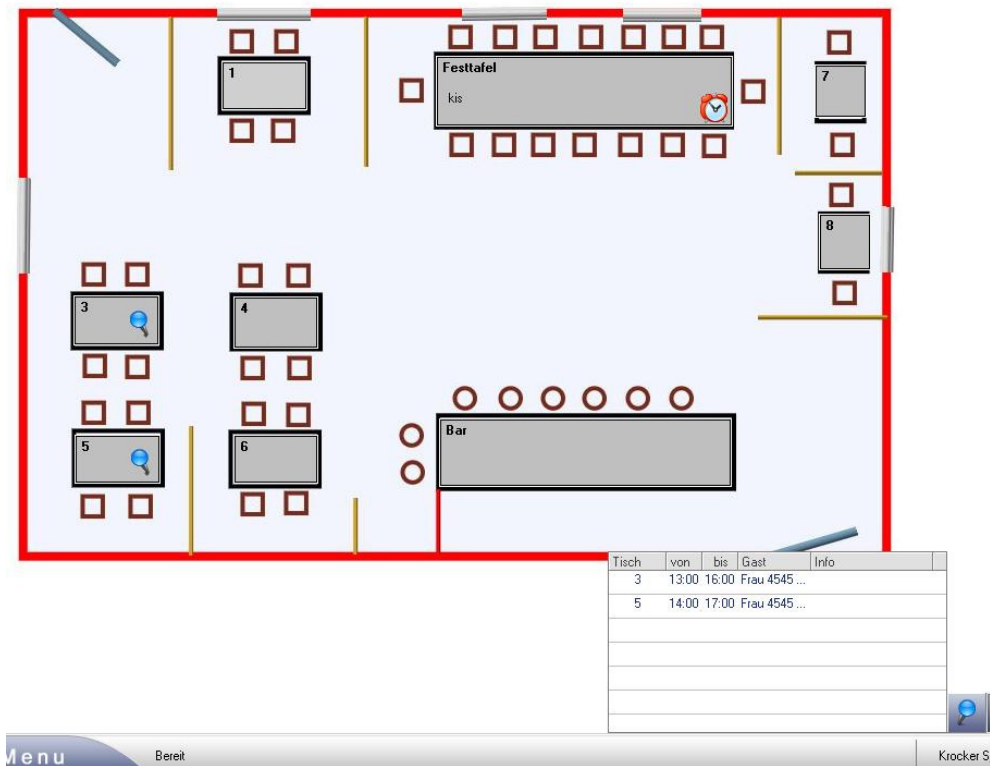 1
Festtafel
kis
7
8
3
4
5
6
Bar
Tisch von bis Gast Info
3 13:00 16:00 Frau 4545 ...
5 14:00 17:00 Frau 4545 ...
Menu
Bereit
Krocker S